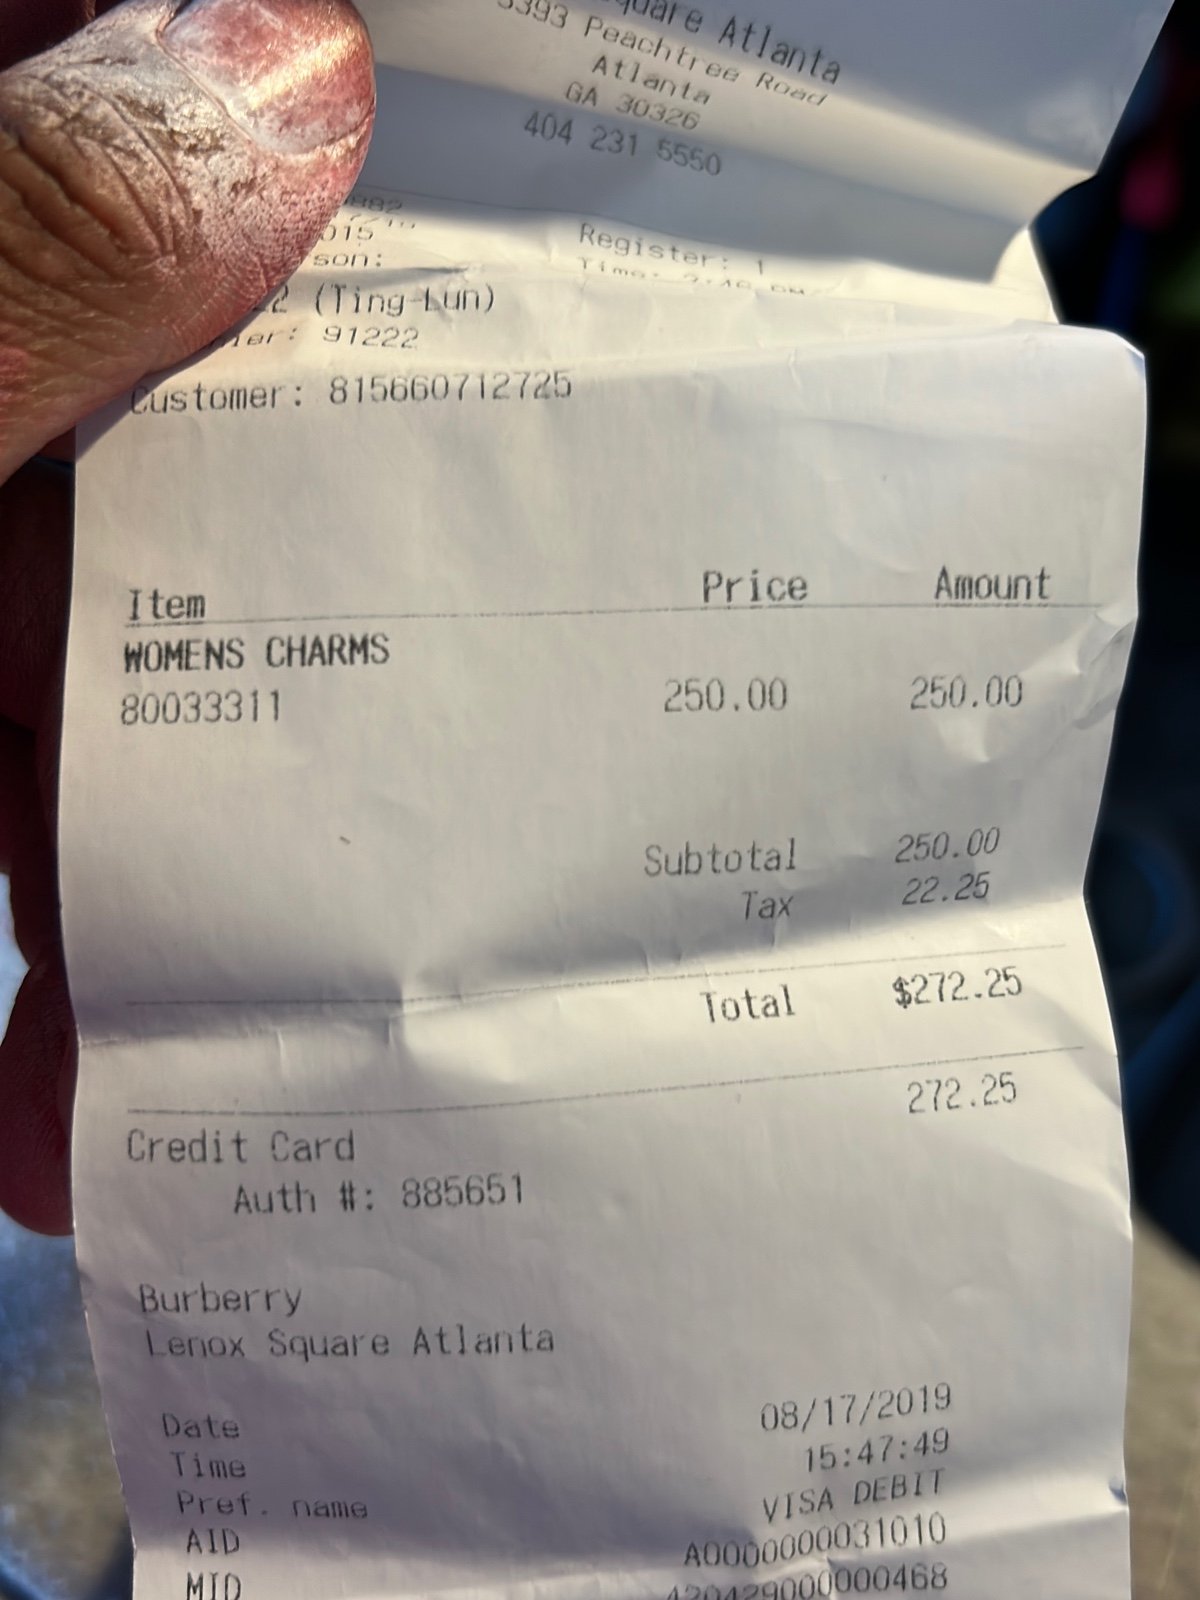 Square Atlanta
3393 Peachtree Road
Atlanta
GA 30326
404 231 5550
Register: 1
(Ting-Lun)
91222
Customer: 815660712725
Item Price Amount
WOMENS CHARMS
80033311 250.00 250.00
Subtotal 250.00
Tax 22.25
Total $272.25
272.25
Credit Card
Auth #: 885651
Burberry
Lenox Square Atlanta
Date 08/17/2019
Time 15:47:49
Pref. name VISA DEBIT
AID A0000000031010
MID